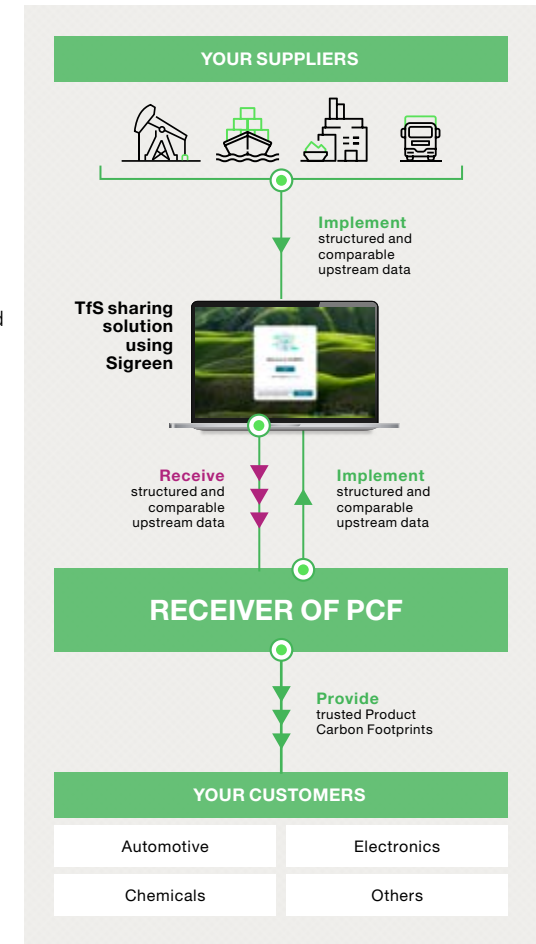 YOUR SUPPLIERS
Implement
structured and
comparable
upstream data
TfS sharing
solution
using
Sigreen
Receive
structured and
comparable
upstream data
Implement
structured and
comparable
upstream data
RECEIVER OF PCF
Provide
trusted Product
Carbon Footprints
YOUR CUSTOMERS
Automotive
Electronics
Chemicals
Others